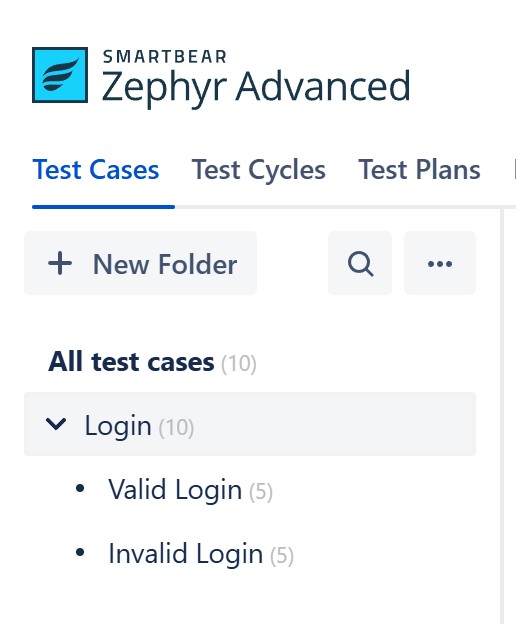 SMARTBEAR
Zephyr Advanced
Test Cases Test Cycles Test Plans
New Folder
All test cases (10)
Login (10)
Valid Login (5)
Invalid Login (5)